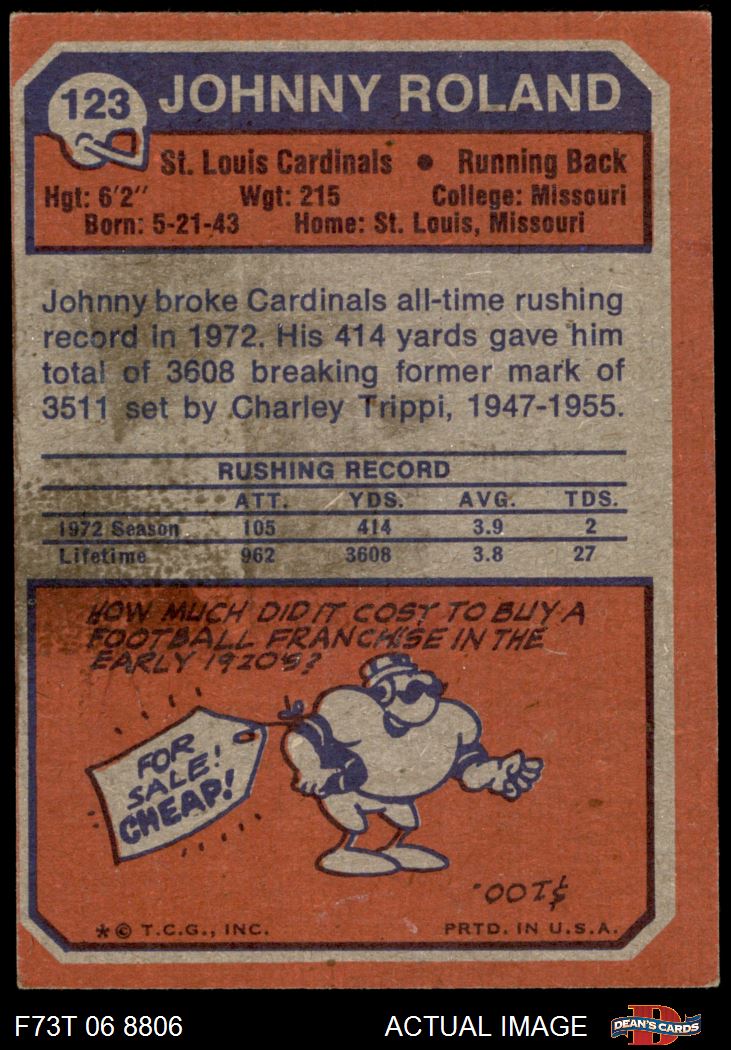 123
JOHNNY ROLAND
St. Louis Cardinals • Running Back
Hgt: 6'2" Wgt: 215 College: Missouri
Born: 5-21-43 Home: St. Louis, Missouri
Johnny broke Cardinals all-time rushing
record in 1972. His 414 yards gave him
total of 3608 breaking former mark of
3511 set by Charley Trippi, 1947-1955.
RUSHING RECORD
ATT. YDS. AVG. TDS.
1972 Season 105 414 3.9 2
Lifetime 962 3608 3.8 27
HOW MUCH DID IT COST TO BUY A
FOOTBALL FRANCHISE IN THE
EARLY 1920'S?
FOR
SALE!
CHEAP!
$100.
* © T.C.G., INC. PRTD. IN U.S.A.
F73T 06 8806 ACTUAL IMAGE
D
DEAN'S CARDS